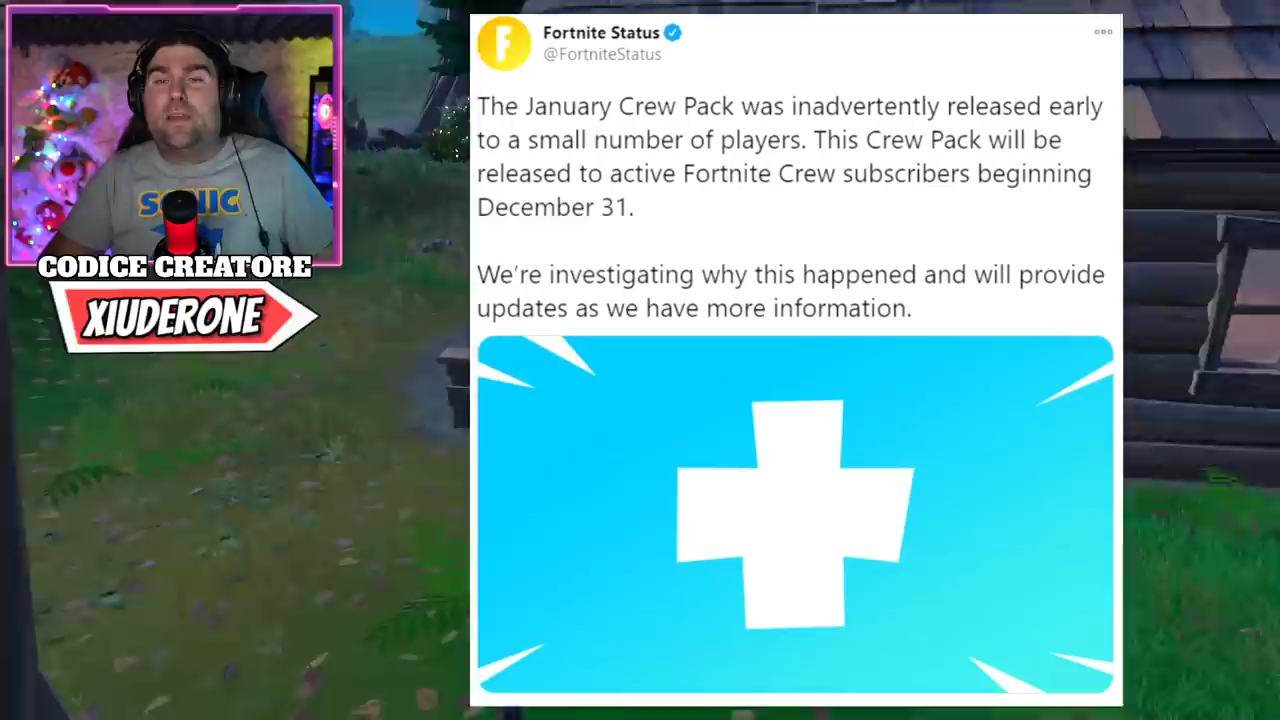 SONIC
CODICE CREATORE
XIUDERONE
F
Fortnite Status
@FortniteStatus
The January Crew Pack was inadvertently released early
to a small number of players. This Crew Pack will be
released to active Fortnite Crew subscribers beginning
December 31.
We’re investigating why this happened and will provide
updates as we have more information.